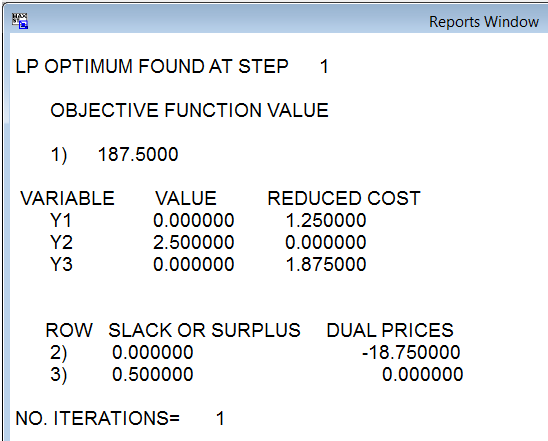 Reports Window
LP OPTIMUM FOUND AT STEP 1
OBJECTIVE FUNCTION VALUE
1) 187.5000
VARIABLE VALUE REDUCED COST
Y1 0.000000 1.250000
Y2 2.500000 0.000000
Y3 0.000000 1.875000
ROW SLACK OR SURPLUS DUAL PRICES
2) 0.000000 -18.750000
3) 0.500000 0.000000
NO. ITERATIONS= 1